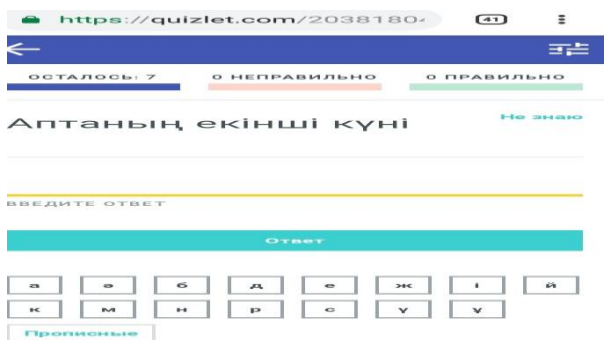 https://quizlet.com/2038180
41
ОСТАЛОСЬ: 7 0 НЕПРАВИЛЬНО 0 ПРАВИЛЬНО
Аптаның екінші күні Не знаю
ВВЕДИТЕ ОТВЕТ
Ответ
а ә б д е ж і й
к м н р с ү ұ
Прописные